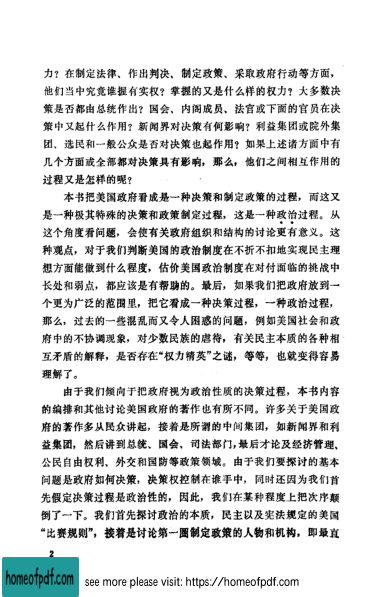 力？在制定法律、作出判决、制定政策、采取政府行动等方面，
他们当中究竟谁握有实权？掌握的又是什么样的权力？大多数决
策是否都由总统作出？国会、内阁成员、法官或下面的官员在决
策中又起什么作用？新闻界对决策有何影响？利益集团或院外集
团、选民和一般公众是否对决策也起作用？如果上述诸方面中有
几个方面或全部都对决策具有影响，那么，他们之间相互作用的
过程又是怎样的呢？
本书把美国政府看成是一种决策和制定政策的过程，而这又
是一种极其特殊的决策和政策制定过程，这是一种政治过程。从
这个角度看问题，会使有关政府组织和结构的讨论更有意义。这
种观点，对于我们判断美国的政治制度在不折不扣地实现民主理
想方面能做到什么程度，估价美国政治制度在对付面临的挑战中
长处和弱点，都应该是有帮助的。最后，如果我们把政府放到一
个更为广泛的范围里，把它看成一种决策过程，一种政治过程，
那么，过去的一些混乱而又令人困惑的问题，例如美国社会和政
府中的不协调现象，对少数民族的虐待，有关民主本质的各种相
互矛盾的解释，是否存在“权力精英”之谜，等等，也就变得容易
理解了。
由于我们倾向于把政府视为政治性质的决策过程，本书内容
的编排和其他讨论美国政府的著作也有所不同。许多关于美国政
府的著作多从民众讲起，接着是所谓的中间集团，如新闻界和利
益集团，然后讲到总统、国会、司法部门，最后才论及经济管理、
公民自由权利、外交和国防等政策领域。由于我们要探讨的基本
问题是政府如何决策，决策权控制在谁手中，同时还因为我们首
先假定决策过程是政治性的，因此，我们在某种程度上把次序颠
倒了一下。我们首先探讨政治的本质，民主以及宪法规定的美国
“比赛规则”，接着是讨论第一圈制定政策的人物和机构，即最直
2
homeofpdf.com
see more please visit: https://homeofpdf.com